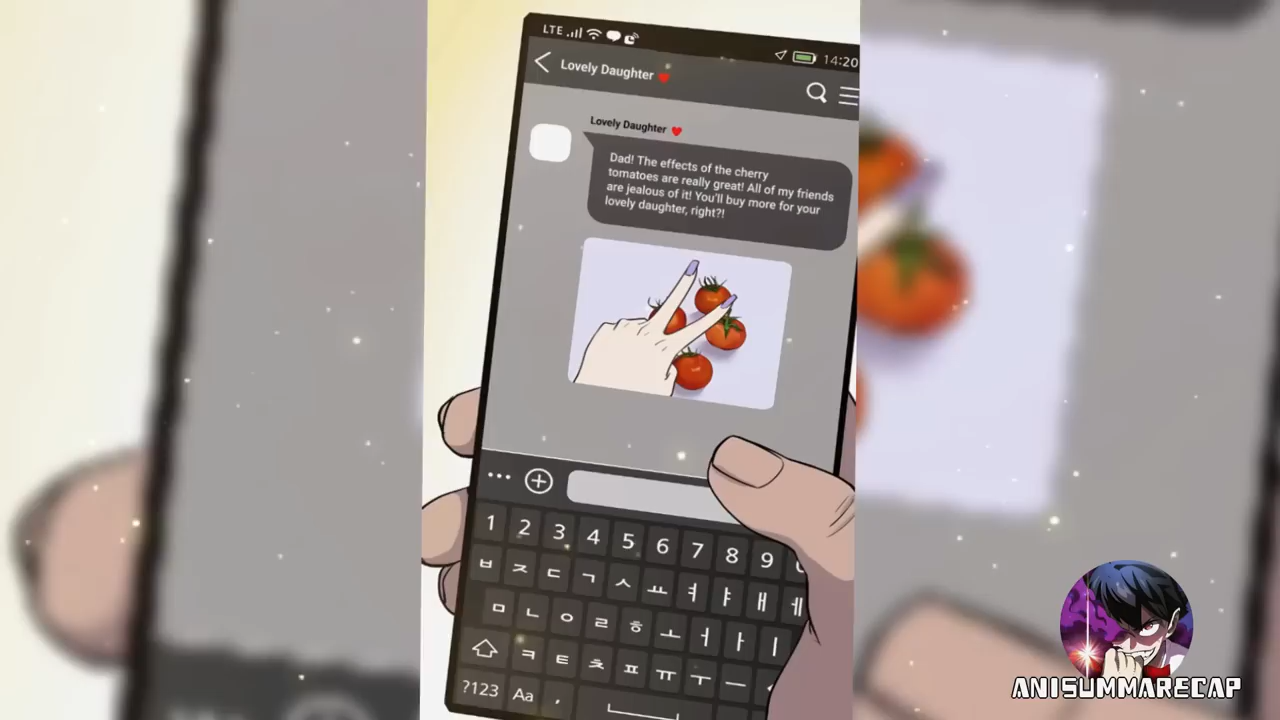 LTE 14:20
Lovely Daughter
Lovely Daughter
Dad! The effects of the cherry
tomatoes are really great! All of my friends
are jealous of it! You'll buy more for your
lovely daughter, right?!
1 2 3 4 5 6 7 8 9
ㅂ ㅈ ㄷ ㄱ ㅅ ㅛ ㅕ ㅑ ㅐ ㅔ
ㅁ ㄴ ㅇ ㄹ ㅎ ㅗ ㅓ ㅏ ㅣ
ㅋ ㅌ ㅊ ㅍ ㅠ ㅜ ㅡ
?123 Aa ,
ANISUMMARECAP